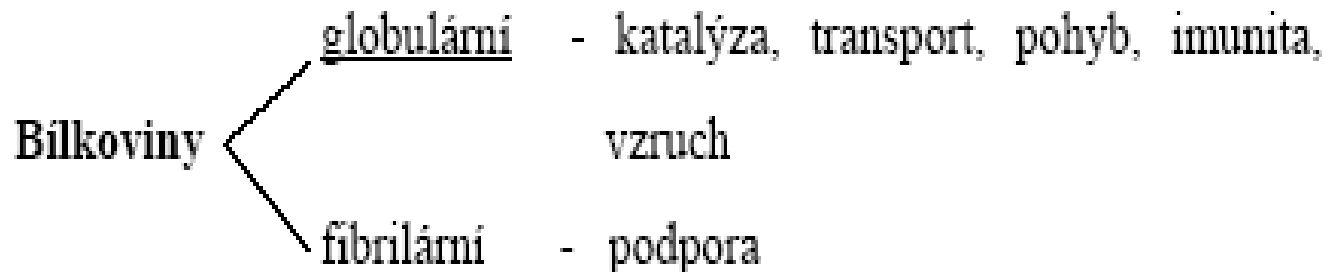 globulární - katalýza, transport, pohyb, imunita,
Bílkoviny vzruch
fibrilární - podpora